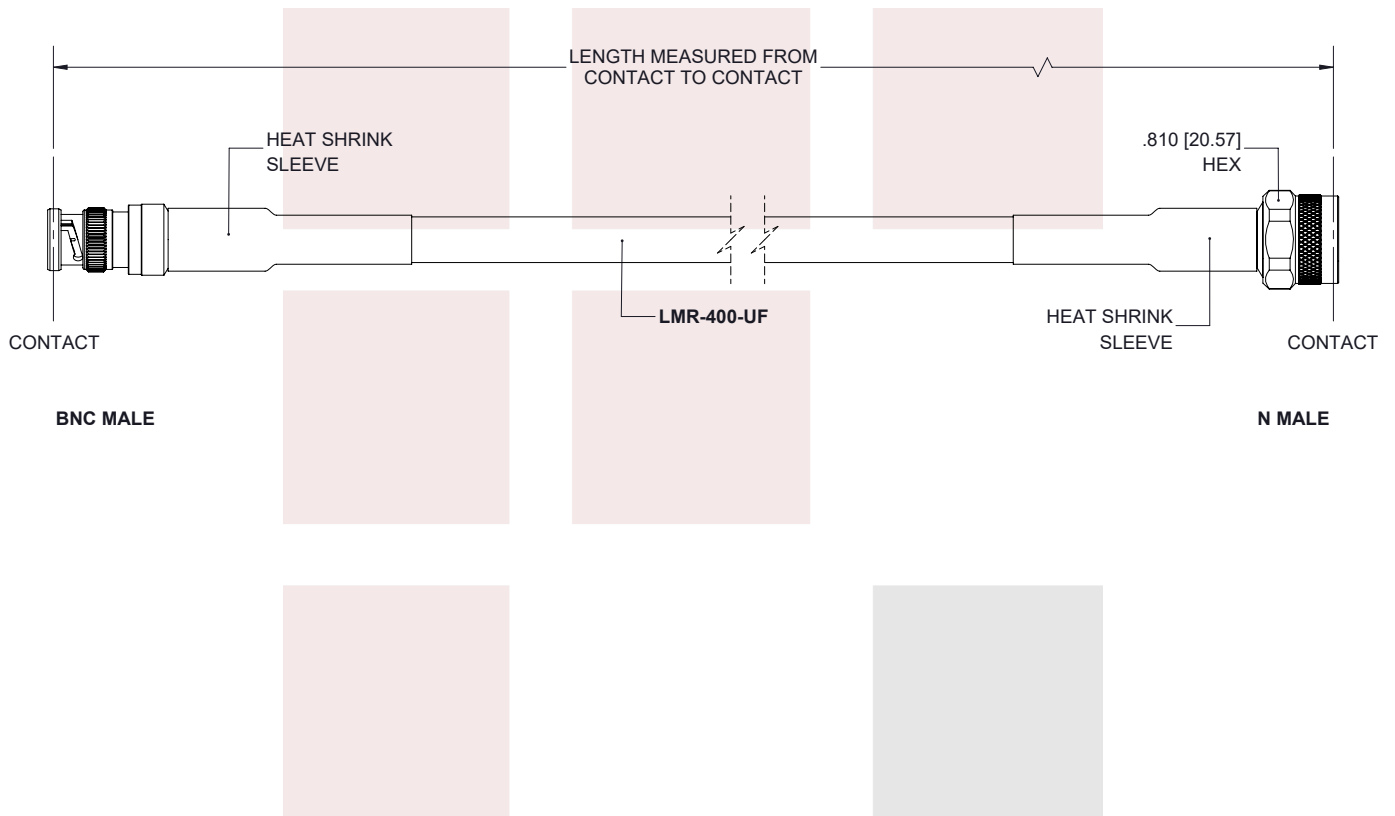 LENGTH MEASURED FROM
CONTACT TO CONTACT
HEAT SHRINK
SLEEVE
.810 [20.57]
HEX
LMR-400-UF
HEAT SHRINK
SLEEVE
CONTACT
CONTACT
BNC MALE
N MALE